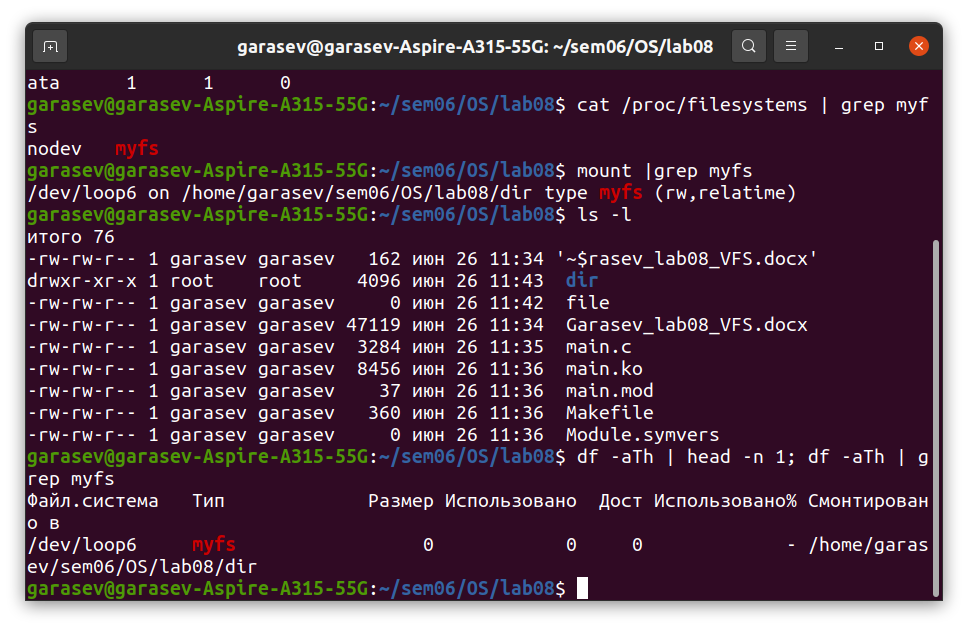 garasev@garasev-Aspire-A315-55G: ~/sem06/OS/lab08
ata      1      1      0
garasev@garasev-Aspire-A315-55G:~/sem06/OS/lab08$ cat /proc/filesystems | grep myf
s
nodev   myfs
garasev@garasev-Aspire-A315-55G:~/sem06/OS/lab08$ mount |grep myfs
/dev/loop6 on /home/garasev/sem06/OS/lab08/dir type myfs (rw,relatime)
garasev@garasev-Aspire-A315-55G:~/sem06/OS/lab08$ ls -l
итого 76
-rw-rw-r-- 1 garasev garasev   162 июн 26 11:34 '~$rasev_lab08_VFS.docx'
drwxr-xr-x 1 root    root     4096 июн 26 11:43  dir
-rw-rw-r-- 1 garasev garasev     0 июн 26 11:42  file
-rw-rw-r-- 1 garasev garasev 47119 июн 26 11:34  Garasev_lab08_VFS.docx
-rw-rw-r-- 1 garasev garasev  3284 июн 26 11:35  main.c
-rw-rw-r-- 1 garasev garasev  8456 июн 26 11:36  main.ko
-rw-rw-r-- 1 garasev garasev    37 июн 26 11:36  main.mod
-rw-rw-r-- 1 garasev garasev   360 июн 26 11:36  Makefile
-rw-rw-r-- 1 garasev garasev     0 июн 26 11:36  Module.symvers
garasev@garasev-Aspire-A315-55G:~/sem06/OS/lab08$ df -aTh | head -n 1; df -aTh | g
rep myfs
Файл.система   Тип             Размер Использовано  Дост Использовано% Смонтирован
о в
/dev/loop6     myfs                 0            0     0             - /home/garas
ev/sem06/OS/lab08/dir
garasev@garasev-Aspire-A315-55G:~/sem06/OS/lab08$